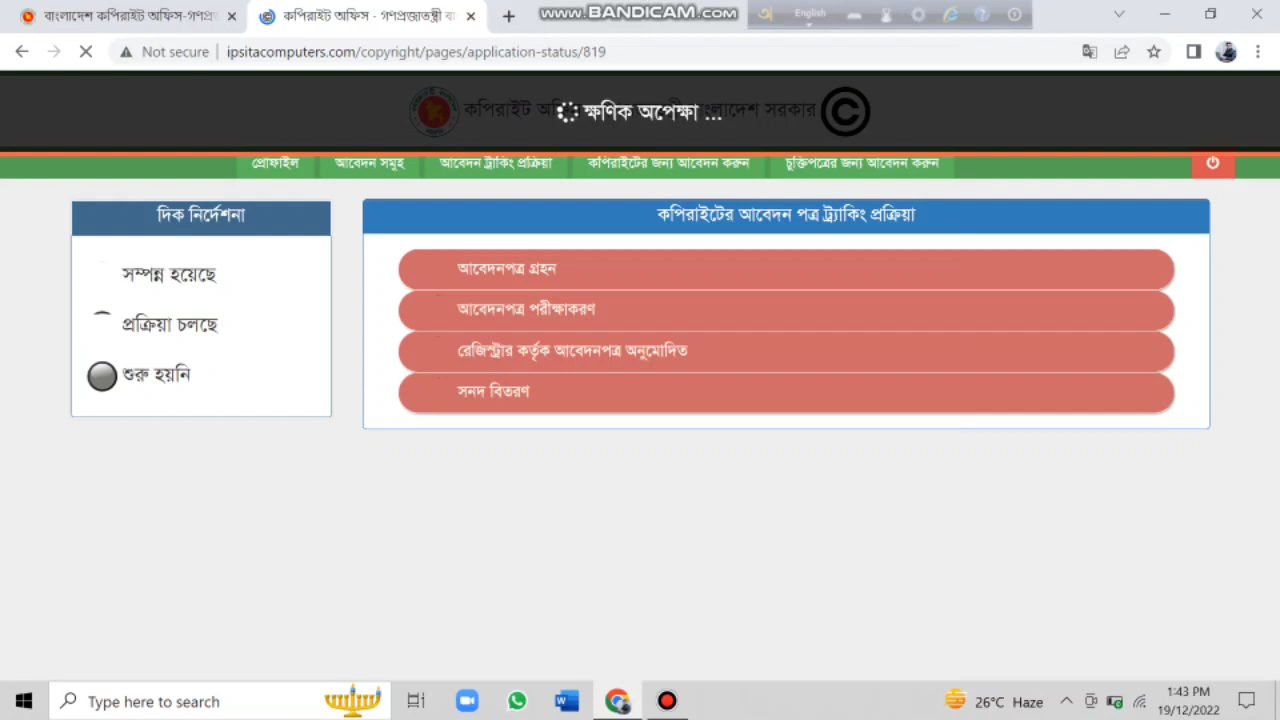 বাংলাদেশ কপিরাইট অফিস-গণপ্রজ
কপিরাইট অফিস - গণপ্রজাতন্ত্রী বা
www.BANDICAM.com
English
Not secure
ipsitacomputers.com/copyright/pages/application-status/819
ক্ষণিক অপেক্ষা ...
কপিরাইট বাংলাদেশ সরকার
প্রোফাইল
আবেদন সমূহ
আবেদন ট্রাকিং প্রক্রিয়া
কপিরাইটের জন্য আবেদন করুন
চুক্তিপত্রের জন্য আবেদন করুন
দিক নির্দেশনা
সম্পন্ন হয়েছে
প্রক্রিয়া চলছে
শুরু হয়নি
কপিরাইটের আবেদন পত্র ট্র্যাকিং প্রক্রিয়া
আবেদনপত্র গ্রহন
আবেদনপত্র পরীক্ষাকরণ
রেজিস্ট্রার কর্তৃক আবেদনপত্র অনুমোদিত
সনদ বিতরণ
Type here to search
26°C Haze
1:43 PM
19/12/2022